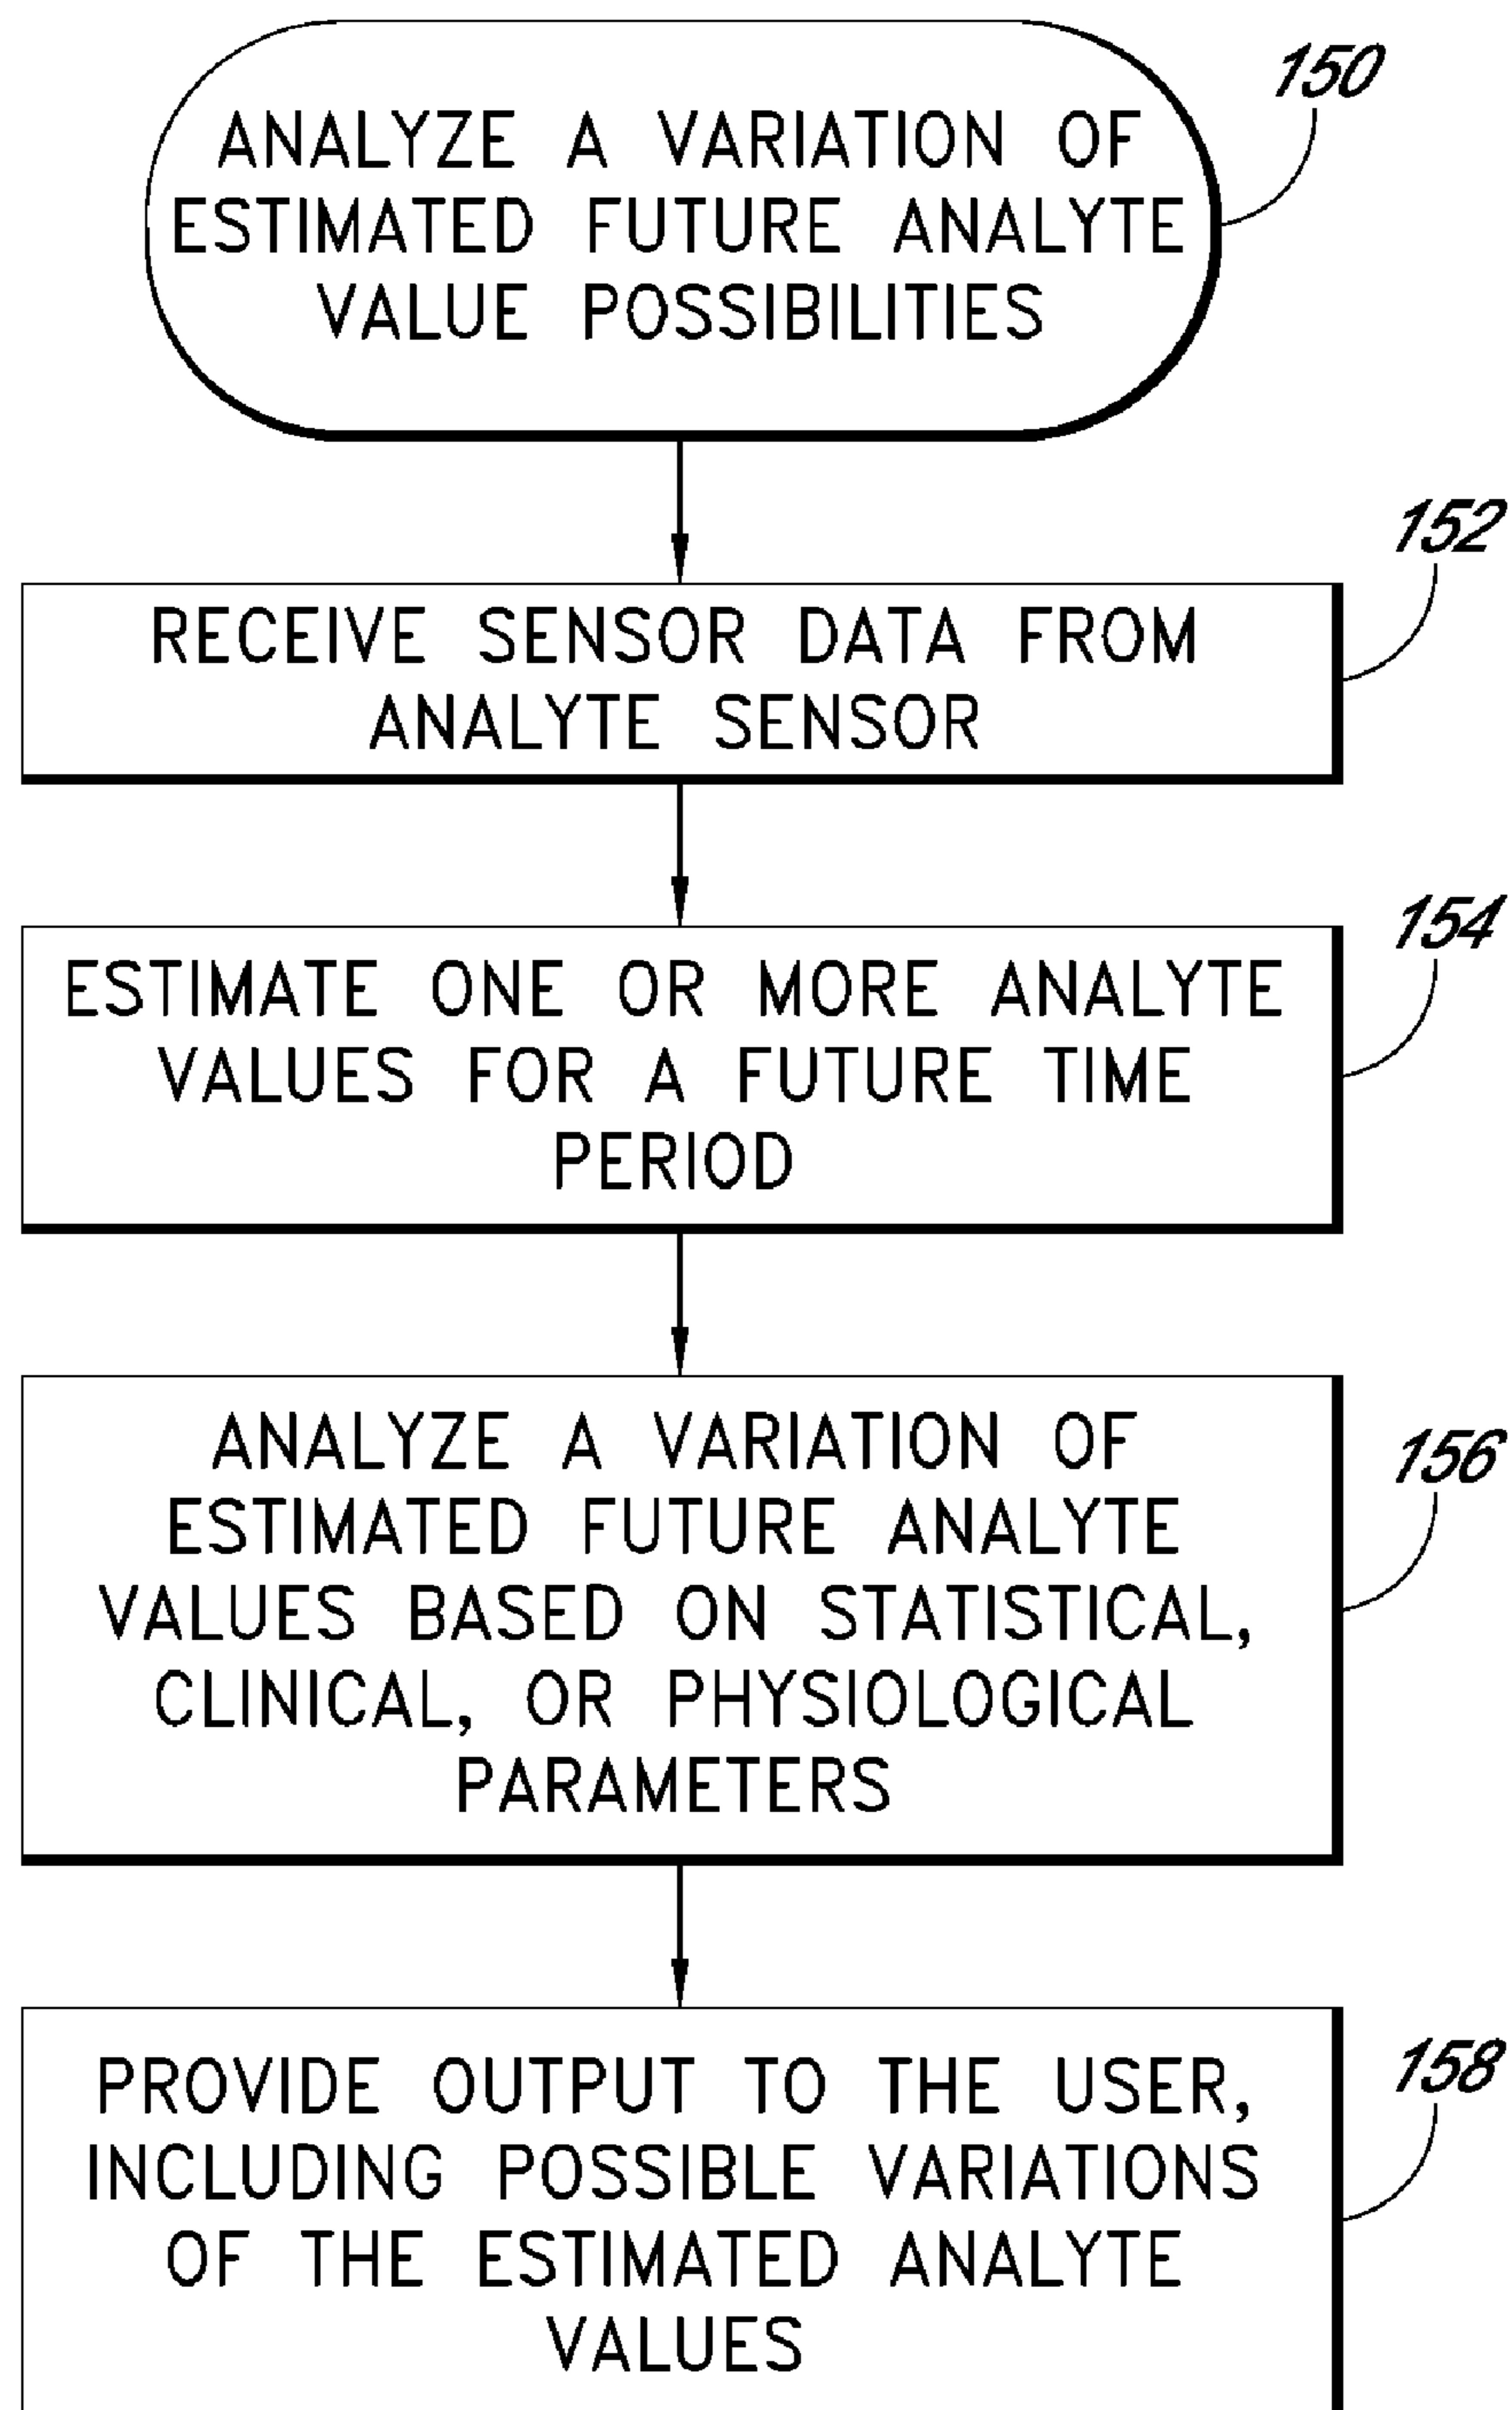 150
ANALYZE A VARIATION OF
ESTIMATED FUTURE ANALYTE
VALUE POSSIBILITIES
152
RECEIVE SENSOR DATA FROM
ANALYTE SENSOR
154
ESTIMATE ONE OR MORE ANALYTE
VALUES FOR A FUTURE TIME
PERIOD
156
ANALYZE A VARIATION OF
ESTIMATED FUTURE ANALYTE
VALUES BASED ON STATISTICAL,
CLINICAL, OR PHYSIOLOGICAL
PARAMETERS
158
PROVIDE OUTPUT TO THE USER,
INCLUDING POSSIBLE VARIATIONS
OF THE ESTIMATED ANALYTE
VALUES